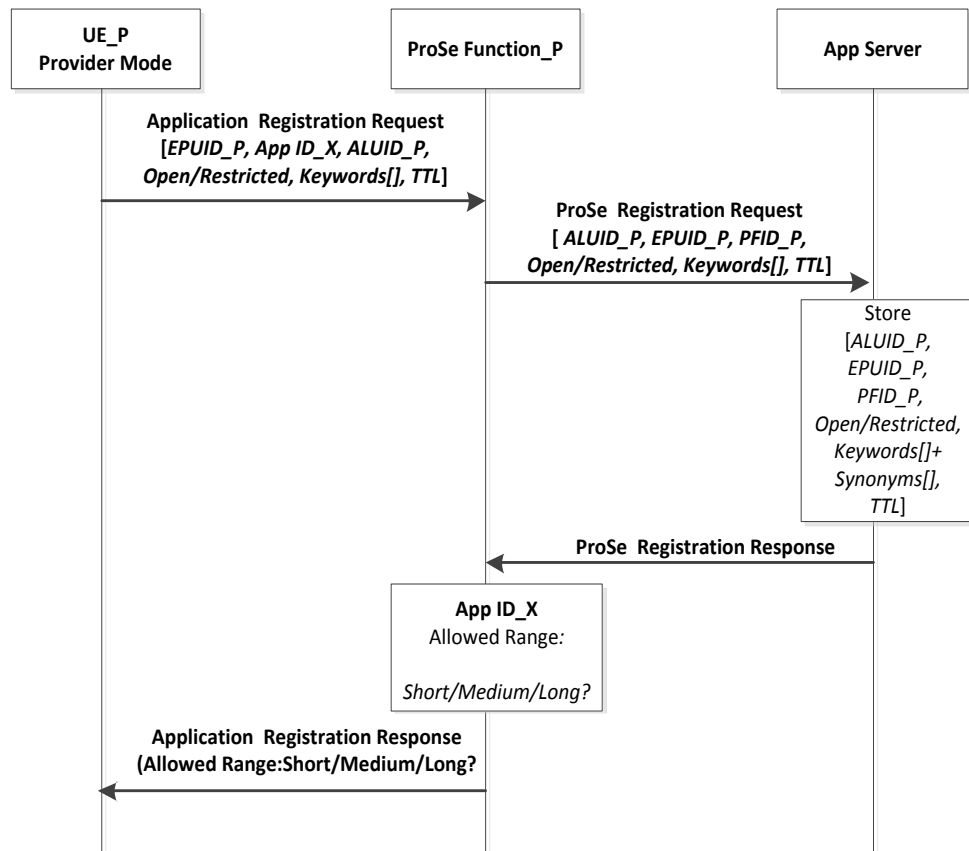 UE_P
Provider Mode
ProSe Function_P
App Server
Application  Registration Request
[EPUID_P, App ID_X, ALUID_P,
Open/Restricted, Keywords[], TTL]
ProSe  Registration Request
[ ALUID_P, EPUID_P, PFID_P,
Open/Restricted, Keywords[], TTL]
Store
[ALUID_P,
EPUID_P,
PFID_P,
Open/Restricted,
Keywords[]+
Synonyms[],
TTL]
ProSe  Registration Response
App ID_X
Allowed Range:
Short/Medium/Long?
Application  Registration Response
(Allowed Range:Short/Medium/Long?